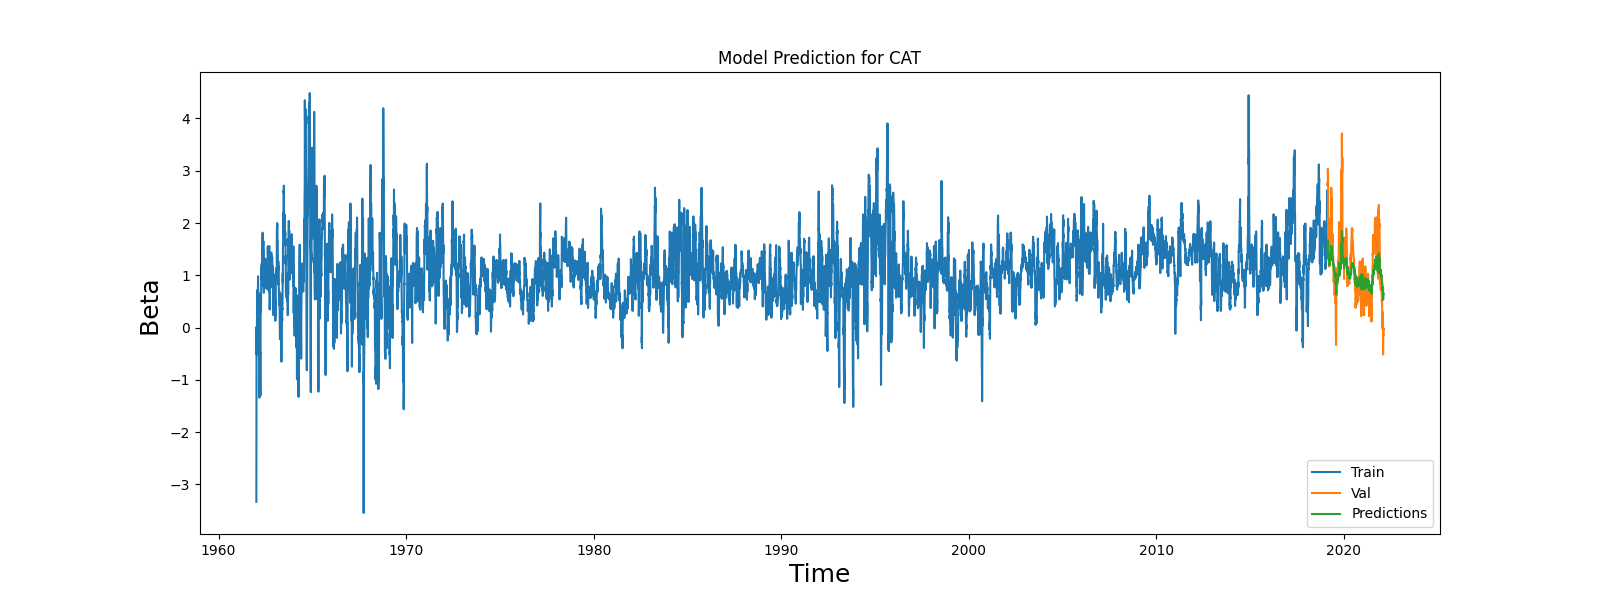 Model Prediction for CAT
4
3
2
1
0
−1
−2
−3
Beta
1960 1970 1980 1990 2000 2010 2020
Time
Train
Val
Predictions